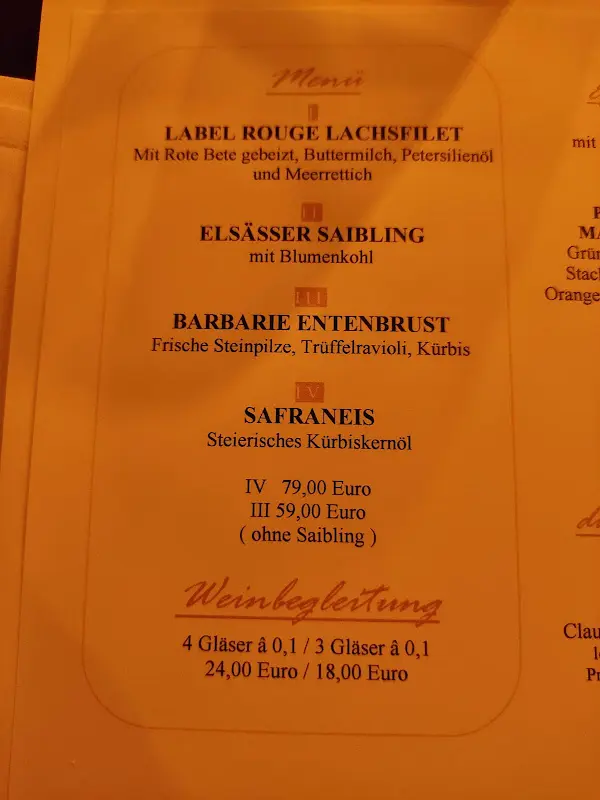 Menü
I
LABEL ROUGE LACHSFILET
Mit Rote Bete gebeizt, Buttermilch, Petersilienöl
und Meerrettich
II
ELSÄSSER SAIBLING
mit Blumenkohl
III
BARBARIE ENTENBRUST
Frische Steinpilze, Trüffelravioli, Kürbis
IV
SAFRANEIS
Steierisches Kürbiskernöl
IV 79,00 Euro
III 59,00 Euro
( ohne Saibling )
Weinbegleitung
4 Gläser â 0,1 / 3 Gläser â 0,1
24,00 Euro / 18,00 Euro
mit
Orange